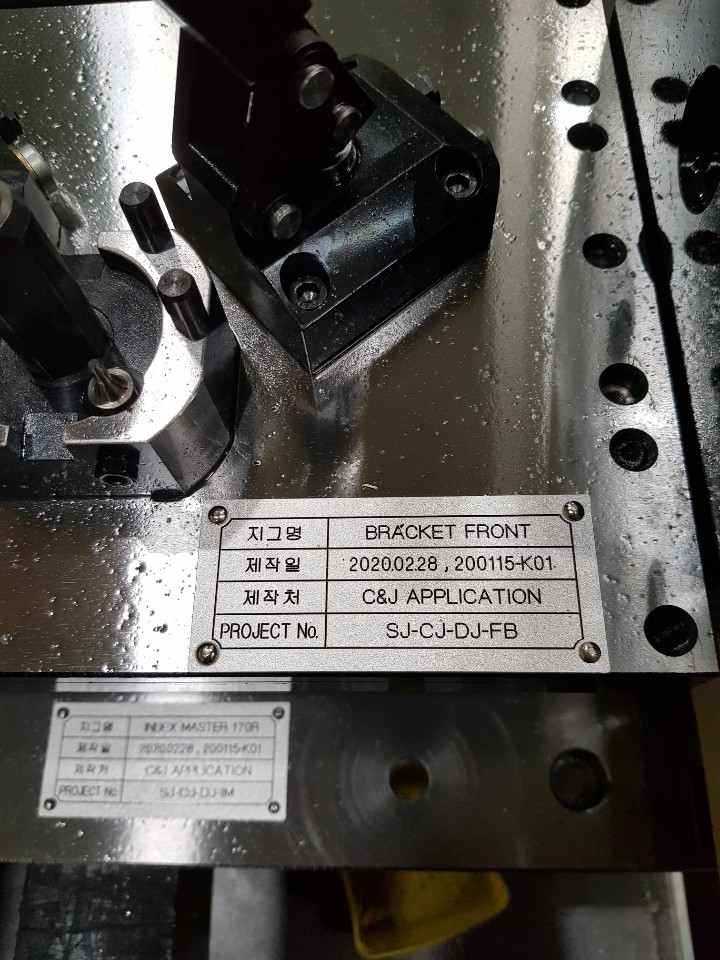 지그명 BRACKET FRONT
제작일 2020.02.28 , 200115-K01
제작처 C&J APPLICATION
PROJECT No. SJ-CJ-DJ-FB
지그명 INDEX MASTER 170R
제작일 2020.02.28 , 200115-K01
제작처 C&J APPLICATION
PROJECT No. SJ-CJ-DJ-IM